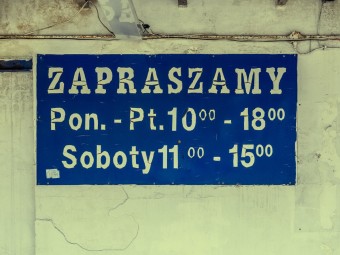 ZAPRASZAMY
Pon. - Pt. 10⁰⁰ - 18⁰⁰
Soboty 11⁰⁰ - 15⁰⁰